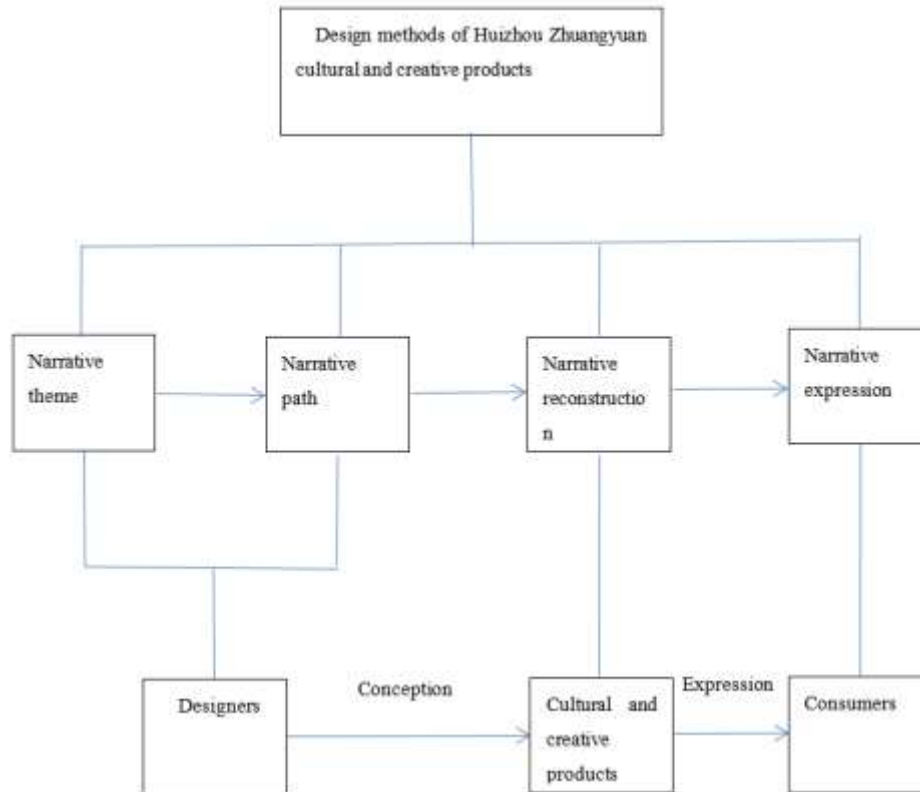 Design methods of Huizhou Zhuangyuan
cultural and creative products
Narrative
theme
Narrative
path
Narrative
reconstructio
n
Narrative
expression
Designers
Conception
Cultural and
creative
products
Expression
Consumers